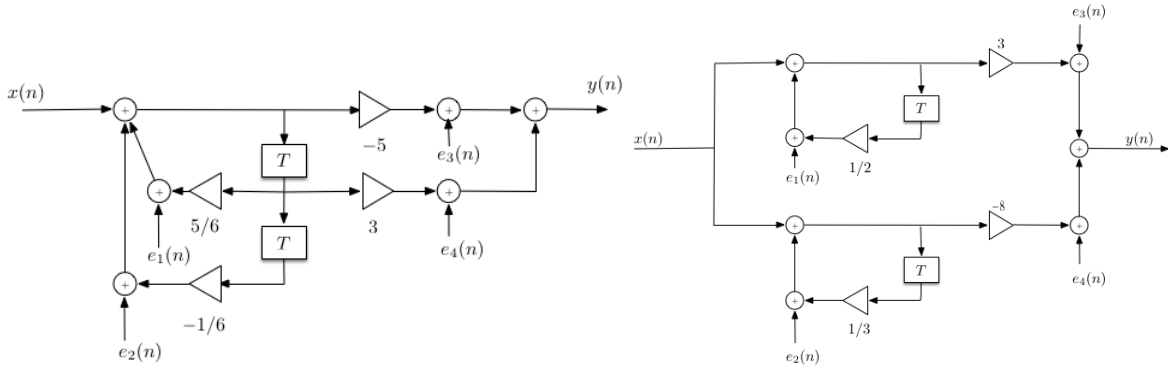 x(n)
y(n)
−5
e₃(n)
T
5/6
3
e₁(n)
e₄(n)
T
−1/6
e₂(n)
e₃(n)
3
T
1/2
e₁(n)
x(n)
y(n)
−8
T
e₄(n)
1/3
e₂(n)